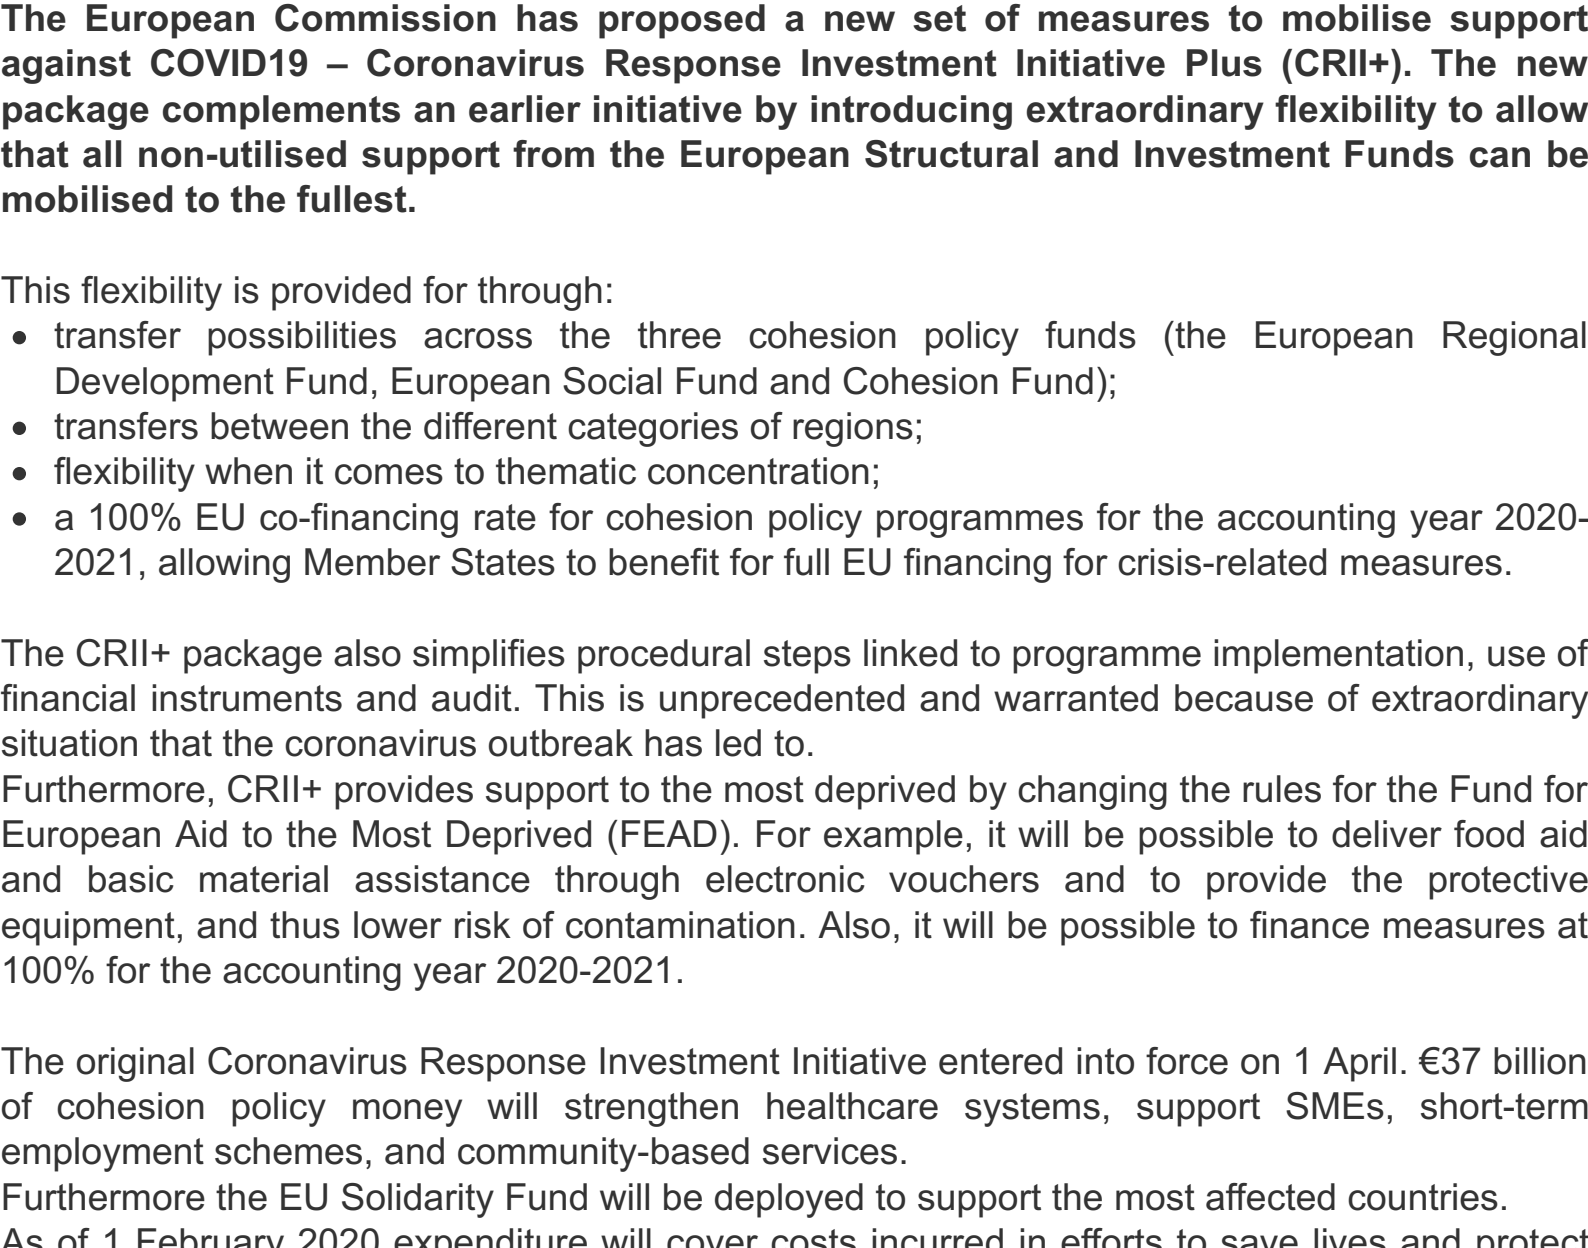 The European Commission has proposed a new set of measures to mobilise support
against COVID19 – Coronavirus Response Investment Initiative Plus (CRII+). The new
package complements an earlier initiative by introducing extraordinary flexibility to allow
that all non-utilised support from the European Structural and Investment Funds can be
mobilised to the fullest.
This flexibility is provided for through:
• transfer possibilities across the three cohesion policy funds (the European Regional
Development Fund, European Social Fund and Cohesion Fund);
• transfers between the different categories of regions;
• flexibility when it comes to thematic concentration;
• a 100% EU co-financing rate for cohesion policy programmes for the accounting year 2020-
2021, allowing Member States to benefit for full EU financing for crisis-related measures.
The CRII+ package also simplifies procedural steps linked to programme implementation, use of
financial instruments and audit. This is unprecedented and warranted because of extraordinary
situation that the coronavirus outbreak has led to.
Furthermore, CRII+ provides support to the most deprived by changing the rules for the Fund for
European Aid to the Most Deprived (FEAD). For example, it will be possible to deliver food aid
and basic material assistance through electronic vouchers and to provide the protective
equipment, and thus lower risk of contamination. Also, it will be possible to finance measures at
100% for the accounting year 2020-2021.
The original Coronavirus Response Investment Initiative entered into force on 1 April. €37 billion
of cohesion policy money will strengthen healthcare systems, support SMEs, short-term
employment schemes, and community-based services.
Furthermore the EU Solidarity Fund will be deployed to support the most affected countries.
As of 1 February 2020 expenditure will cover costs incurred in efforts to save lives and protect